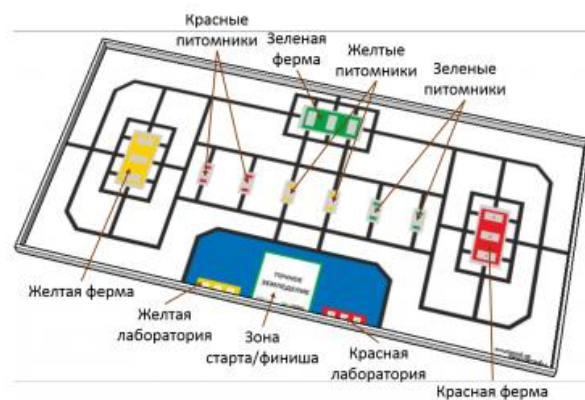 Красные
питомники
Зеленая
ферма
Желтые
питомники
Зеленые
питомники
ТОЧНОЕ
ЗЕМЛЕДЕЛИЕ
Желтая ферма
Желтая
лаборатория
Зона
старта/финиша
Красная
лаборатория
Красная ферма